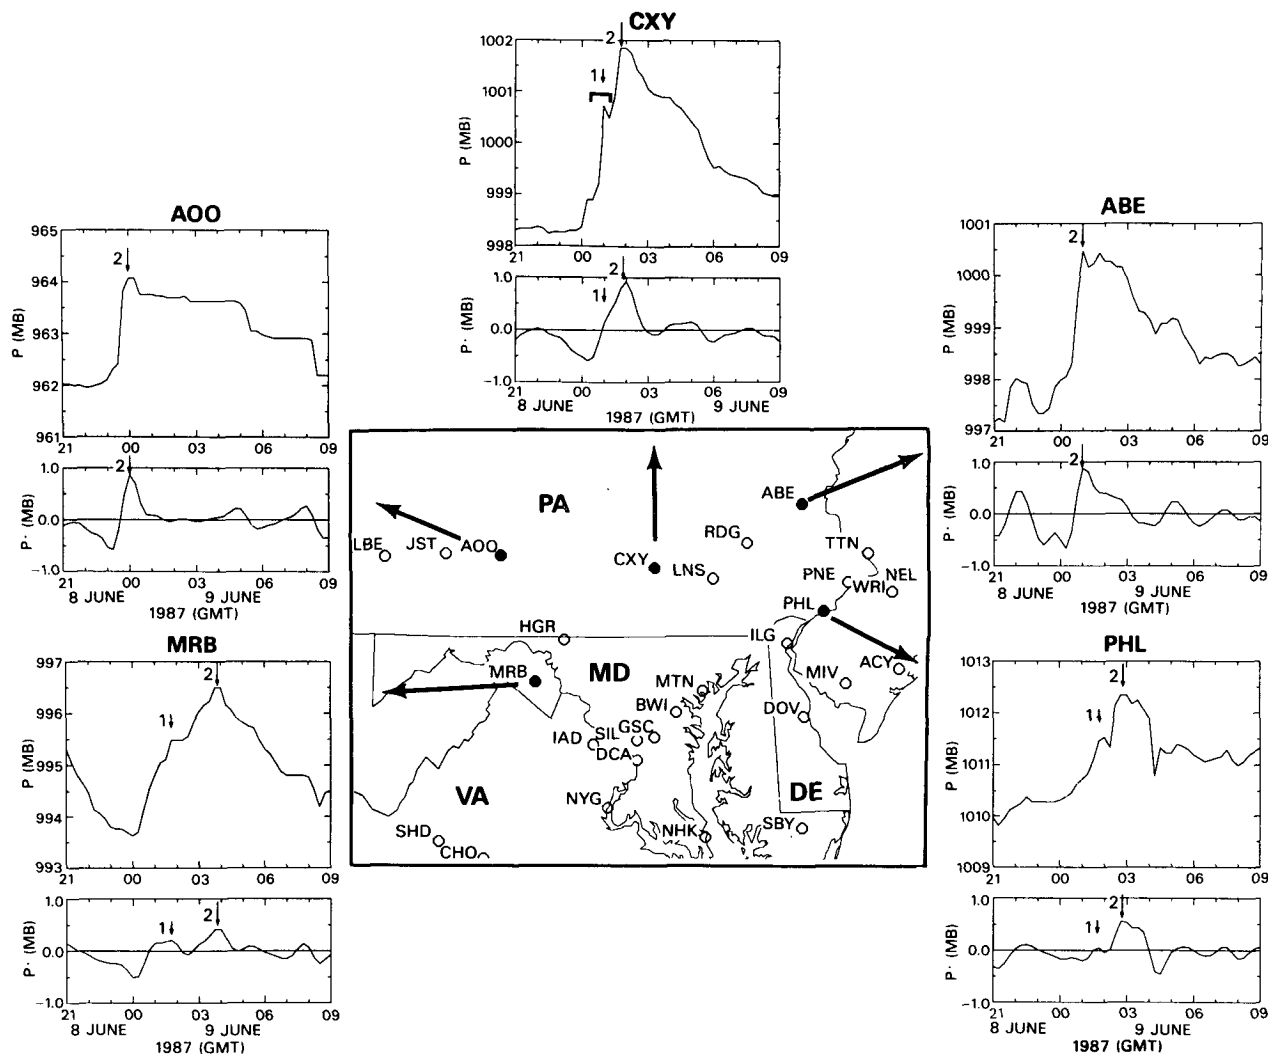 CXY
2
1002
1
1001
P (MB)
1000
999
998
21 00 03 06 09
2
1.0
1
P· (MB)
0.0
-1.0
21 00 03 06 09
8 JUNE 9 JUNE
1987 (GMT)
AOO
965
2
964
P (MB)
963
962
961
21 00 03 06 09
2
1.0
P· (MB)
0.0
-1.0
21 00 03 06 09
8 JUNE 9 JUNE
1987 (GMT)
ABE
1001
2
1000
P (MB)
999
998
997
21 00 03 06 09
2
1.0
P· (MB)
0.0
-1.0
21 00 03 06 09
8 JUNE 9 JUNE
1987 (GMT)
PA
ABE
RDG
LBE JST AOO
TTN
CXY
LNS
PNE
WRI
NEL
PHL
HGR
ILG
MRB
MD
MTN
MIV
ACY
BWI
DOV
IAD
SIL
GSC
DCA
VA
NYG
DE
SHD
CHO
NHK
SBY
MRB
997
2
996
1
P (MB)
995
994
993
21 00 03 06 09
1.0
2
1
P· (MB)
0.0
-1.0
21 00 03 06 09
8 JUNE 9 JUNE
1987 (GMT)
PHL
1013
2
1012
1
P (MB)
1011
1010
1009
21 00 03 06 09
1.0
2
1
P· (MB)
0.0
-1.0
21 00 03 06 09
8 JUNE 9 JUNE
1987 (GMT)